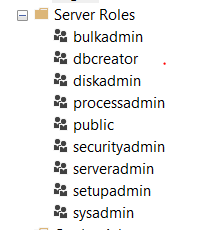 Server Roles
bulkadmin
dbcreator
diskadmin
processadmin
public
securityadmin
serveradmin
setupadmin
sysadmin